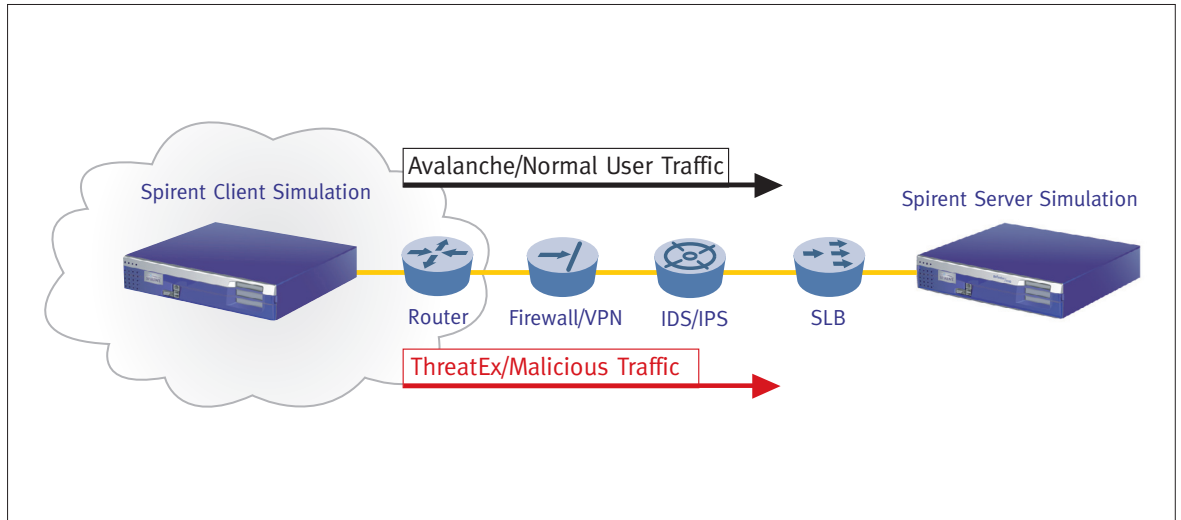 Avalanche/Normal User Traffic
Spirent Client Simulation
Spirent Server Simulation
Router
Firewall/VPN
IDS/IPS
SLB
ThreatEx/Malicious Traffic